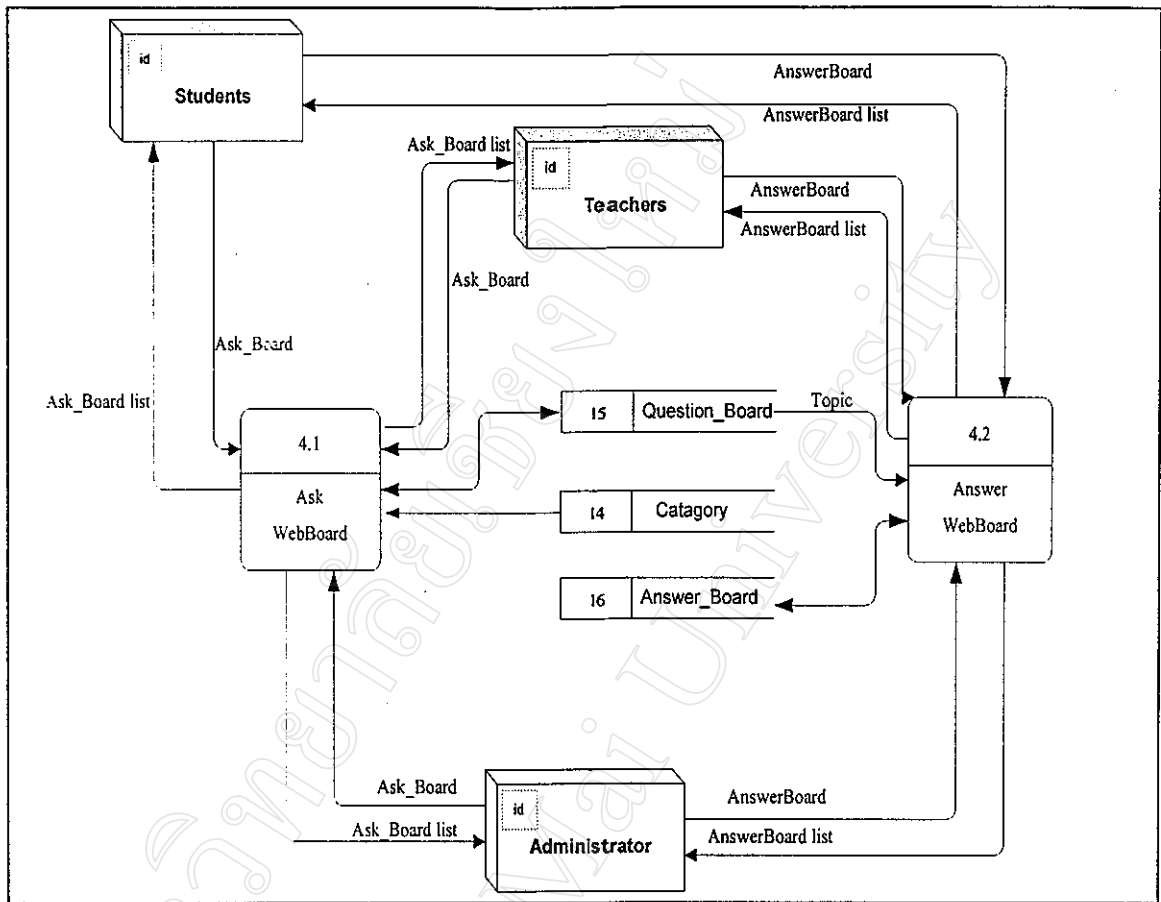 id
Students
AnswerBoard
AnswerBoard list
Ask_Board list
id
Teachers
AnswerBoard
AnswerBoard list
Ask_Board
Ask_Board
Ask_Board list
15
Question_Board
Topic
4.1
Ask
WebBoard
4.2
Answer
WebBoard
14
Catagory
16
Answer_Board
Ask_Board
Ask_Board list
id
Administrator
AnswerBoard
AnswerBoard list
Mai University